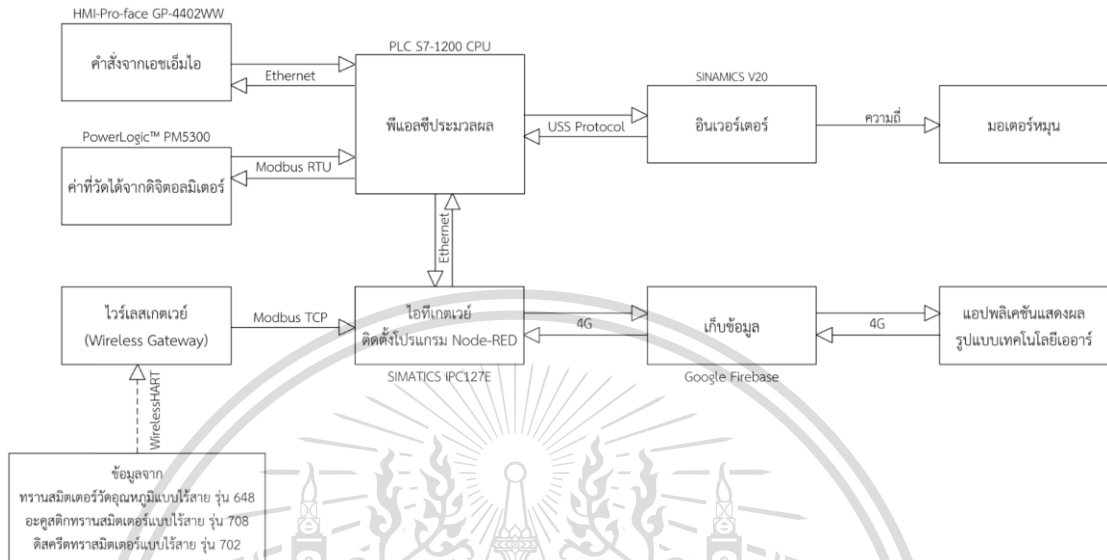 HMI-Pro-face GP-4402WW
คำสั่งจากเอชเอ็มไอ
Ethernet
PLC S7-1200 CPU
พีแอลซีประมวลผล
USS Protocol
SINAMICS V20
อินเวอร์เตอร์
ความถี่
มอเตอร์หมุน
PowerLogic™ PM5300
ค่าที่วัดได้จากดิจิตอลมิเตอร์
Modbus RTU
Ethernet
ไวร์เลสเกตเวย์
(Wireless Gateway)
Modbus TCP
ไอทีเกตเวย์
ติดตั้งโปรแกรม Node-RED
SIMATICS IPC127E
4G
เก็บข้อมูล
Google Firebase
4G
แอปพลิเคชันแสดงผล
รูปแบบเทคโนโลยีเออาร์
WirelessHART
ข้อมูลจาก
ทรานสมิตเตอร์วัดอุณหภูมิแบบไร้สาย รุ่น 648
อะคูสติกทรานสมิตเตอร์แบบไร้สาย รุ่น 708
ดิสครีตทราสมิตเตอร์แบบไร้สาย รุ่น 702